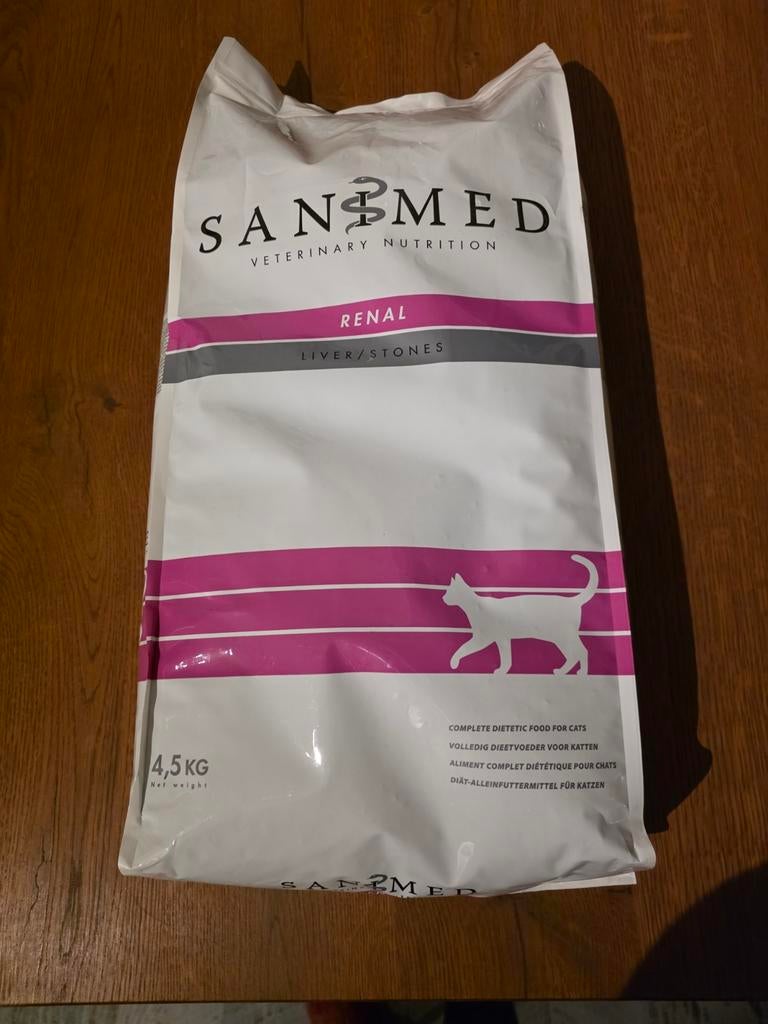 SANIMED
VETERINARY NUTRITION
RENAL
LIVER/STONES
COMPLETE DIETETIC FOOD FOR CATS
VOLLEDIG DIEETVOEDER VOOR KATTEN
ALIMENT COMPLET DIÉTÉTIQUE POUR CHATS
DIÄT-ALLEINFUTTERMITTEL FÜR KATZEN
4,5 KG
Net weight
SANIMED